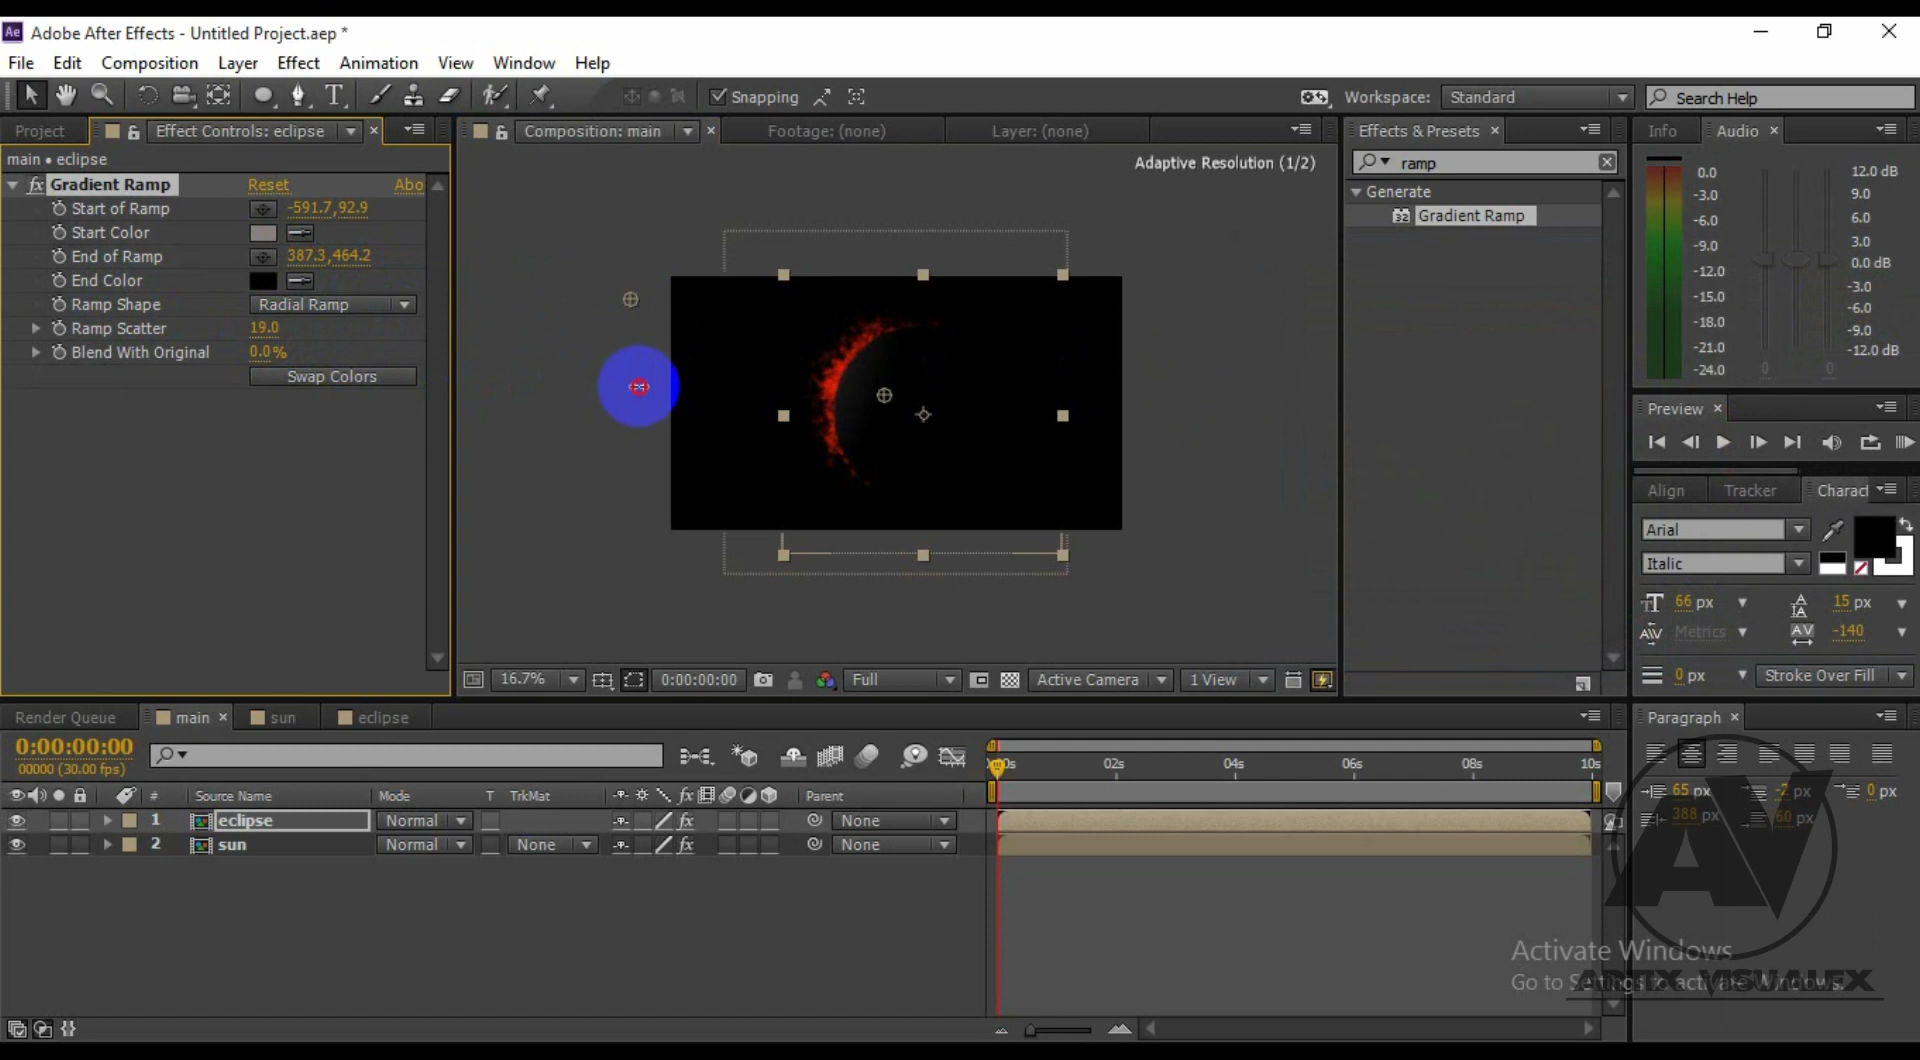 Ae Adobe After Effects - Untitled Project.aep *
File Edit Composition Layer Effect Animation View Window Help
T Snapping Workspace: Standard Search Help
Project Effect Controls: eclipse × Composition: main × Footage: (none) Layer: (none) Effects & Presets × Info Audio ×
main • eclipse
Adaptive Resolution (1/2)
ramp
fx Gradient Ramp Reset Abo
Start of Ramp -591.7,92.9
Start Color
End of Ramp 387.3,464.2
End Color
Ramp Shape Radial Ramp
Ramp Scatter 19.0
Blend With Original 0.0%
Swap Colors
Generate
32 Gradient Ramp
0.0
-3.0
-6.0
-9.0
-12.0
-15.0
-18.0
-21.0
-24.0
0
0
12.0 dB
9.0
6.0
3.0
0.0 dB
-3.0
-6.0
-9.0
-12.0 dB
Preview ×
Align Tracker Charact
Arial
Italic
66 px 15 px
Metrics -140
0 px Stroke Over Fill
16.7% 0:00:00:00 Full Active Camera 1 View
Render Queue main × sun eclipse
0:00:00:00
00000 (30.00 fps)
# Source Name Mode T TrkMat Parent
1 eclipse Normal None
2 sun Normal None None
02s 04s 06s 08s 10s
Paragraph ×
65 px -2 px 0 px
388 px 60 px
AV
ARTIX VISUALEX
Activate Windows
Go to Settings to activate Windows.